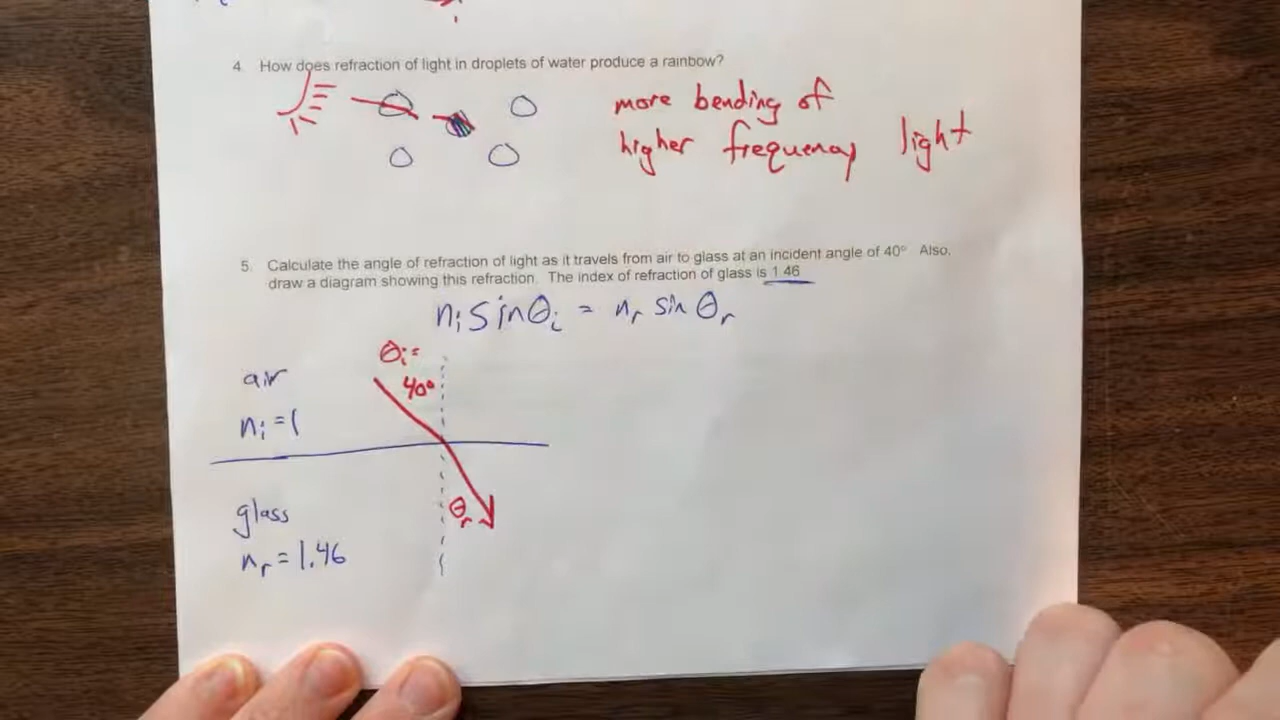 4. How does refraction of light in droplets of water produce a rainbow?
more bending of
higher frequency light
5. Calculate the angle of refraction of light as it travels from air to glass at an incident angle of 40° Also,
draw a diagram showing this refraction. The index of refraction of glass is 1.46
niSinθi = nr sin θr
θi=
40°
air
ni=1
θr
glass
nr=1.46